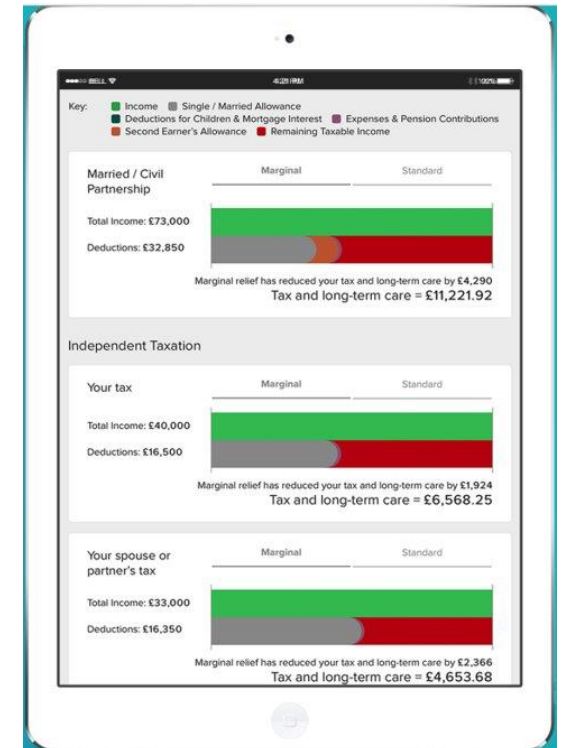 BELL
100%
Key: Income Single / Married Allowance
Deductions for Children & Mortgage Interest Expenses & Pension Contributions
Second Earner's Allowance Remaining Taxable Income
Married / Civil
Partnership
Marginal Standard
Total Income: £73,000
Deductions: £32,850
Marginal relief has reduced your tax and long-term care by £4,290
Tax and long-term care = £11,221.92
Independent Taxation
Your tax
Marginal Standard
Total Income: £40,000
Deductions: £16,500
Marginal relief has reduced your tax and long-term care by £1,924
Tax and long-term care = £6,568.25
Your spouse or
partner's tax
Marginal Standard
Total Income: £33,000
Deductions: £16,350
Marginal relief has reduced your tax and long-term care by £2,366
Tax and long-term care = £4,653.68